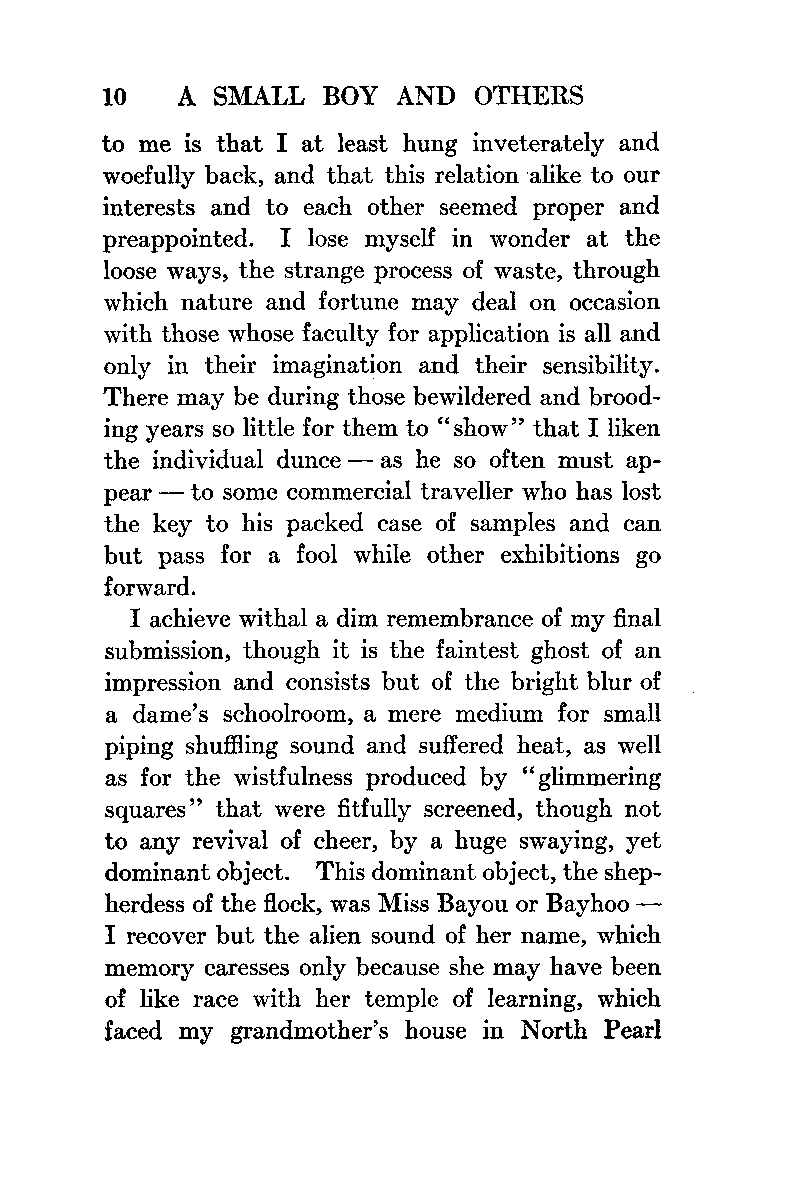 10 A SMALL BOY AND OTHERS
to me is that I at least hung inveterately and
woefully back, and that this relation alike to our
interests and to each other seemed proper and
preappointed. I lose myself in wonder at the
loose ways, the strange process of waste, through
which nature and fortune may deal on occasion
with those whose faculty for application is all and
only in their imagination and their sensibility.
There may be during those bewildered and brood-
ing years so little for them to "show" that I liken
the individual dunce — as he so often must ap-
pear — to some commercial traveller who has lost
the key to his packed case of samples and can
but pass for a fool while other exhibitions go
forward.
I achieve withal a dim remembrance of my final
submission, though it is the faintest ghost of an
impression and consists but of the bright blur of
a dame's schoolroom, a mere medium for small
piping shuffling sound and suffered heat, as well
as for the wistfulness produced by "glimmering
squares" that were fitfully screened, though not
to any revival of cheer, by a huge swaying, yet
dominant object. This dominant object, the shep-
herdess of the flock, was Miss Bayou or Bayhoo —
I recover but the alien sound of her name, which
memory caresses only because she may have been
of like race with her temple of learning, which
faced my grandmother's house in North Pearl